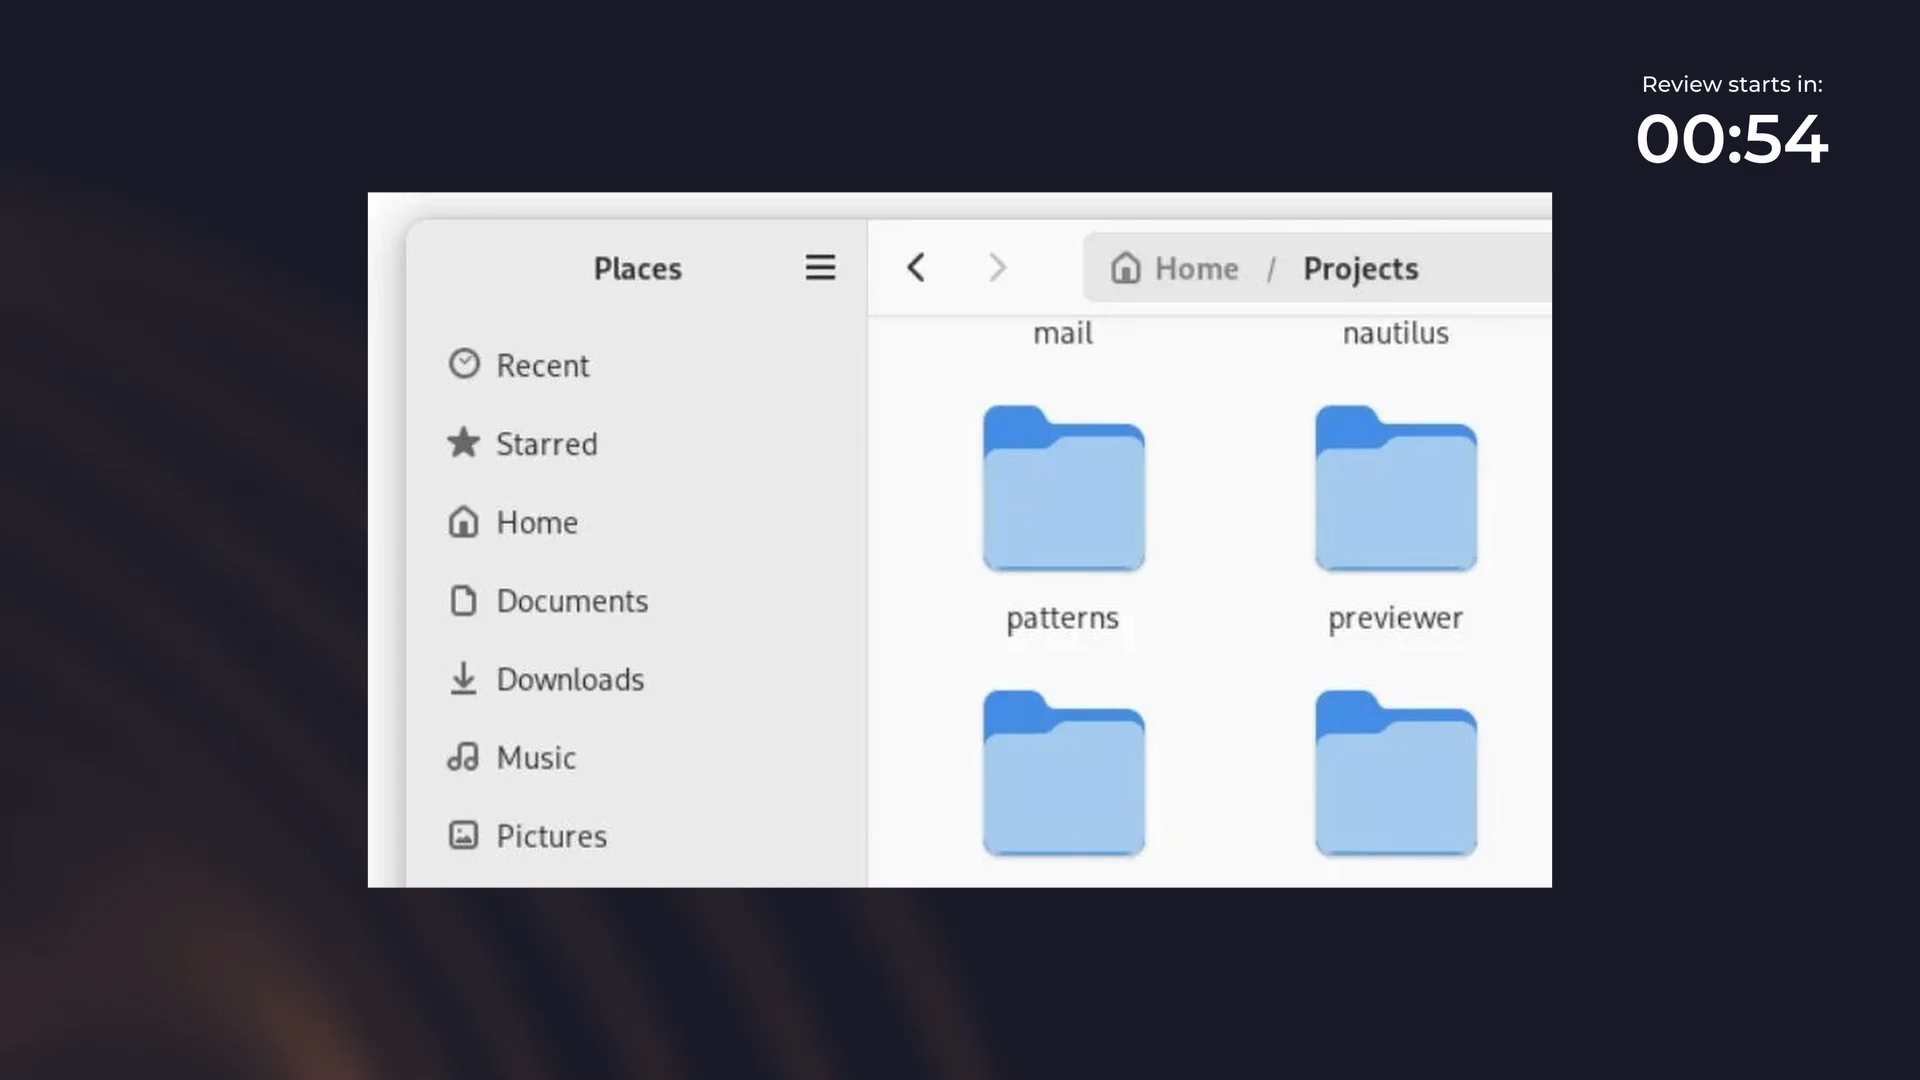 Review starts in:
00:54
Places
Home / Projects
Recent
Starred
Home
Documents
Downloads
Music
Pictures
mail nautilus
patterns previewer